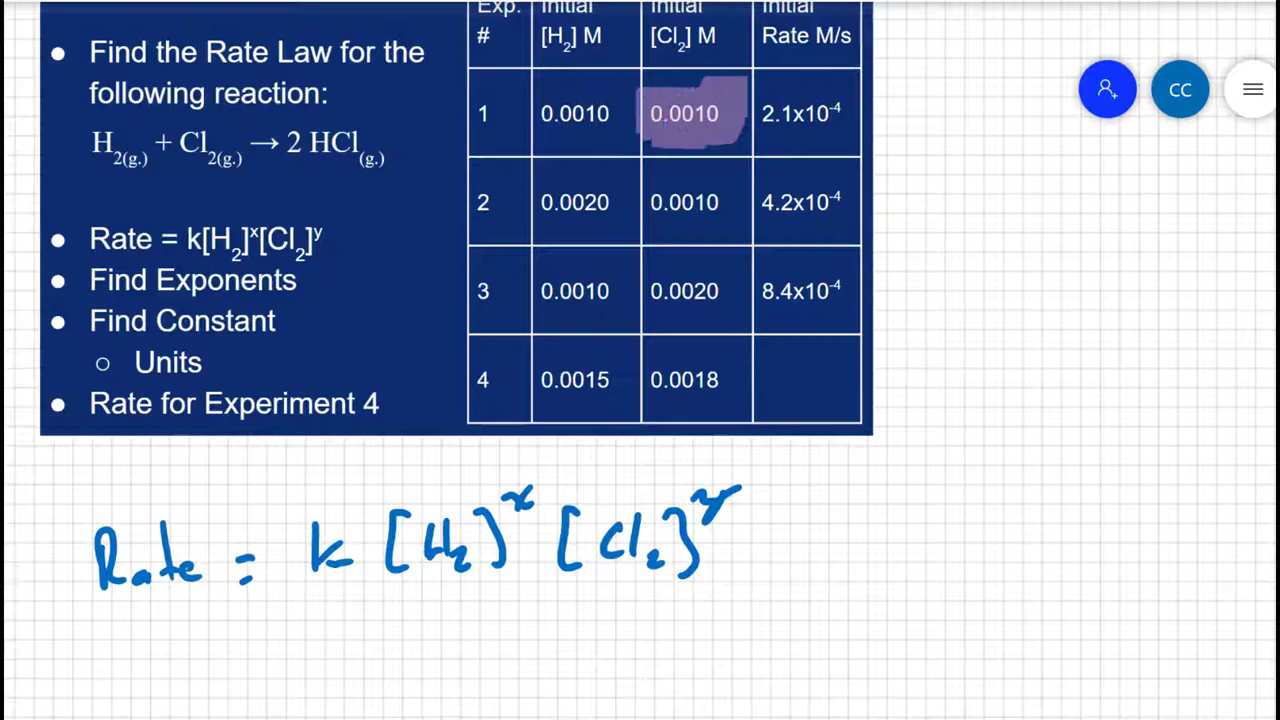 Exp. Initial Initial Initial
# [H2] M [Cl2] M Rate M/s
● Find the Rate Law for the
following reaction:
H2(g.) + Cl2(g.) → 2 HCl(g.)
● Rate = k[H2]^x[Cl2]^y
● Find Exponents
● Find Constant
○ Units
● Rate for Experiment 4
1 0.0010 0.0010 2.1x10^-4
2 0.0020 0.0010 4.2x10^-4
3 0.0010 0.0020 8.4x10^-4
4 0.0015 0.0018
CC
Rate = k [H2]^x [Cl2]^y